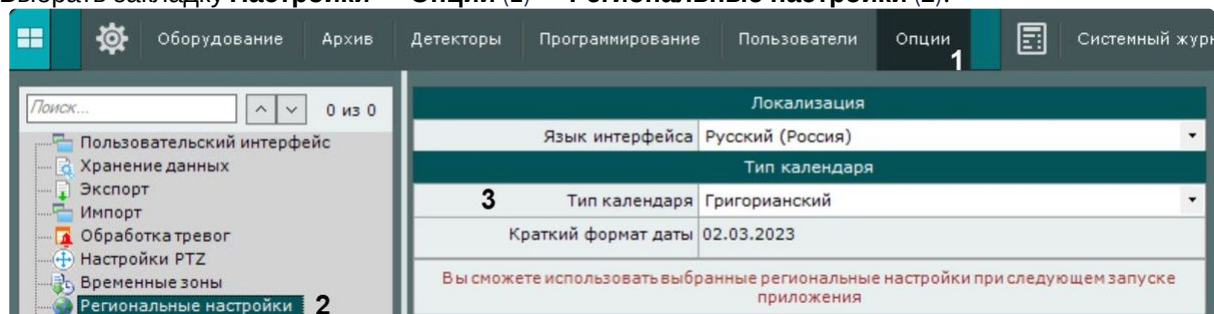 Выбрать закладку Настройки — Опции (1) — Региональные настройки (2).
Оборудование Архив Детекторы Программирование Пользователи Опции 1 Системный журн
Поиск... 0 из 0
Пользовательский интерфейс
Хранение данных
Экспорт
Импорт
Обработка тревог
Настройки PTZ
Временные зоны
Региональные настройки 2
Локализация
Язык интерфейса Русский (Россия)
Тип календаря
3 Тип календаря Григорианский
Краткий формат даты 02.03.2023
Вы сможете использовать выбранные региональные настройки при следующем запуске
приложения